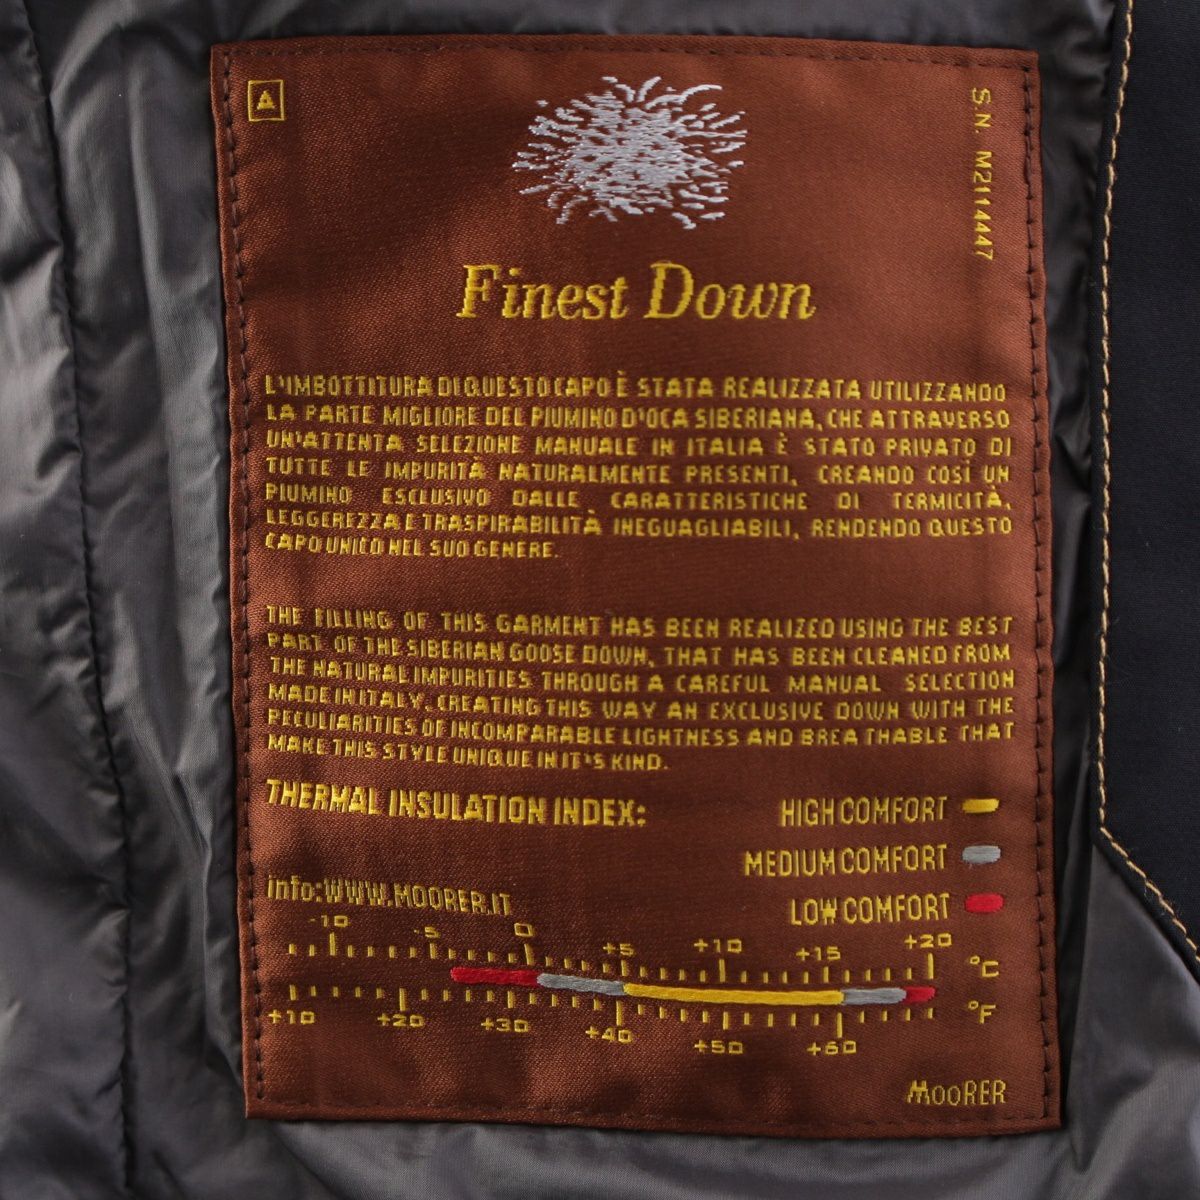 A
S.N. M2114447
Finest Down
L'IMBOTTITURA DI QUESTO CAPO È STATA REALIZZATA UTILIZZANDO
LA PARTE MIGLIORE DEL PIUMINO D'OCA SIBERIANA, CHE ATTRAVERSO
UN'ATTENTA SELEZIONE MANUALE IN ITALIA È STATO PRIVATO DI
TUTTE LE IMPURITÀ NATURALMENTE PRESENTI, CREANDO COSÌ UN
PIUMINO ESCLUSIVO DALLE CARATTERISTICHE DI TERMICITÀ,
LEGGEREZZA E TRASPIRABILITÀ INEGUAGLIABILI, RENDENDO QUESTO
CAPO UNICO NEL SUO GENERE.
THE FILLING OF THIS GARMENT HAS BEEN REALIZED USING THE BEST
PART OF THE SIBERIAN GOOSE DOWN, THAT HAS BEEN CLEANED FROM
THE NATURAL IMPURITIES THROUGH A CAREFUL MANUAL SELECTION
MADE IN ITALY, CREATING THIS WAY AN EXCLUSIVE DOWN WITH THE
PECULIARITIES OF INCOMPARABLE LIGHTNESS AND BREATHABLE THAT
MAKE THIS STYLE UNIQUE IN IT'S KIND.
THERMAL INSULATION INDEX:
HIGH COMFORT
MEDIUM COMFORT
LOW COMFORT
info:WWW.MOORER.IT
-10 -5 0 +5 +10 +15 +20
°C
°F
+10 +20 +30 +40 +50 +60
MOORER